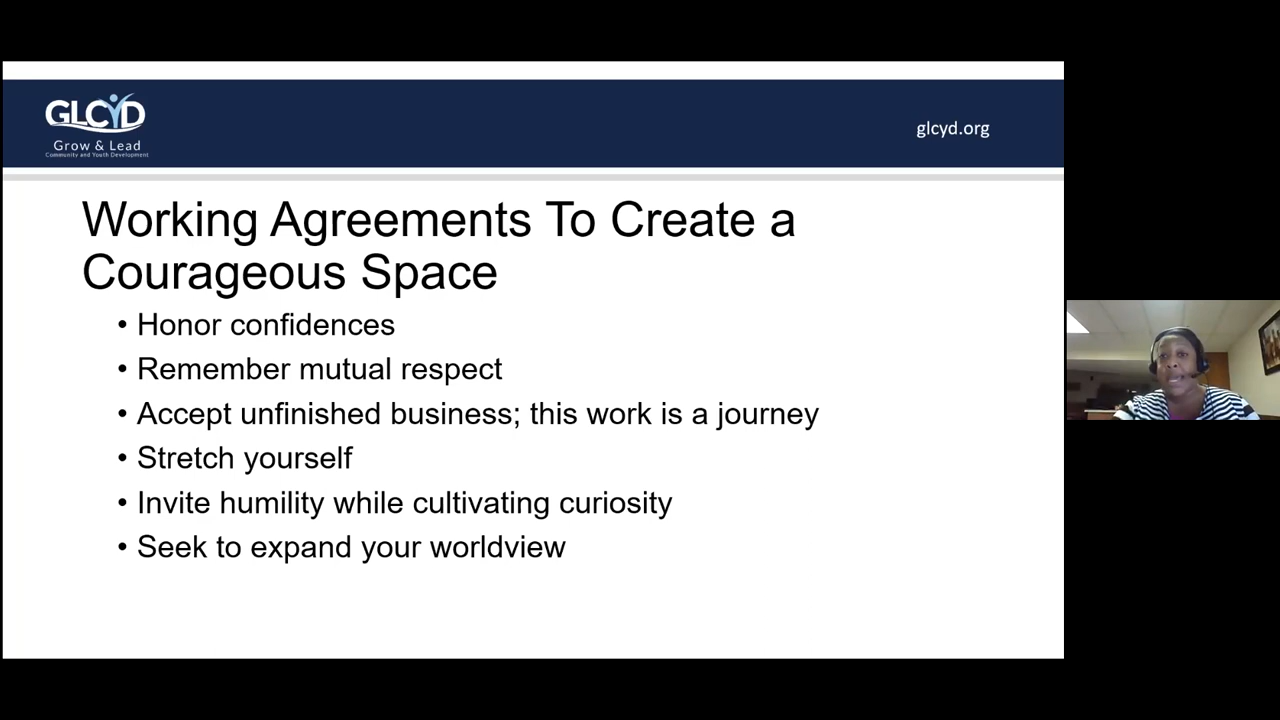 GLCYD
Grow & Lead
Community and Youth Development
glcyd.org
Working Agreements To Create a
Courageous Space
• Honor confidences
• Remember mutual respect
• Accept unfinished business; this work is a journey
• Stretch yourself
• Invite humility while cultivating curiosity
• Seek to expand your worldview